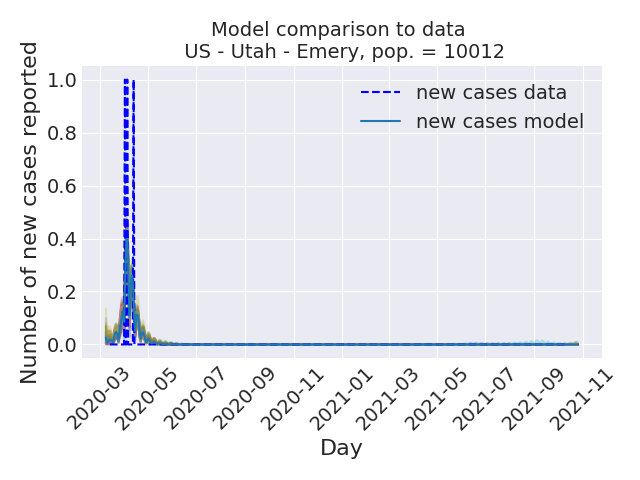 Model comparison to data
US - Utah - Emery, pop. = 10012
Number of new cases reported
1.0
0.8
0.6
0.4
0.2
0.0
new cases data
new cases model
2020-03
2020-05
2020-07
2020-09
2020-11
2021-01
2021-03
2021-05
2021-07
2021-09
2021-11
Day